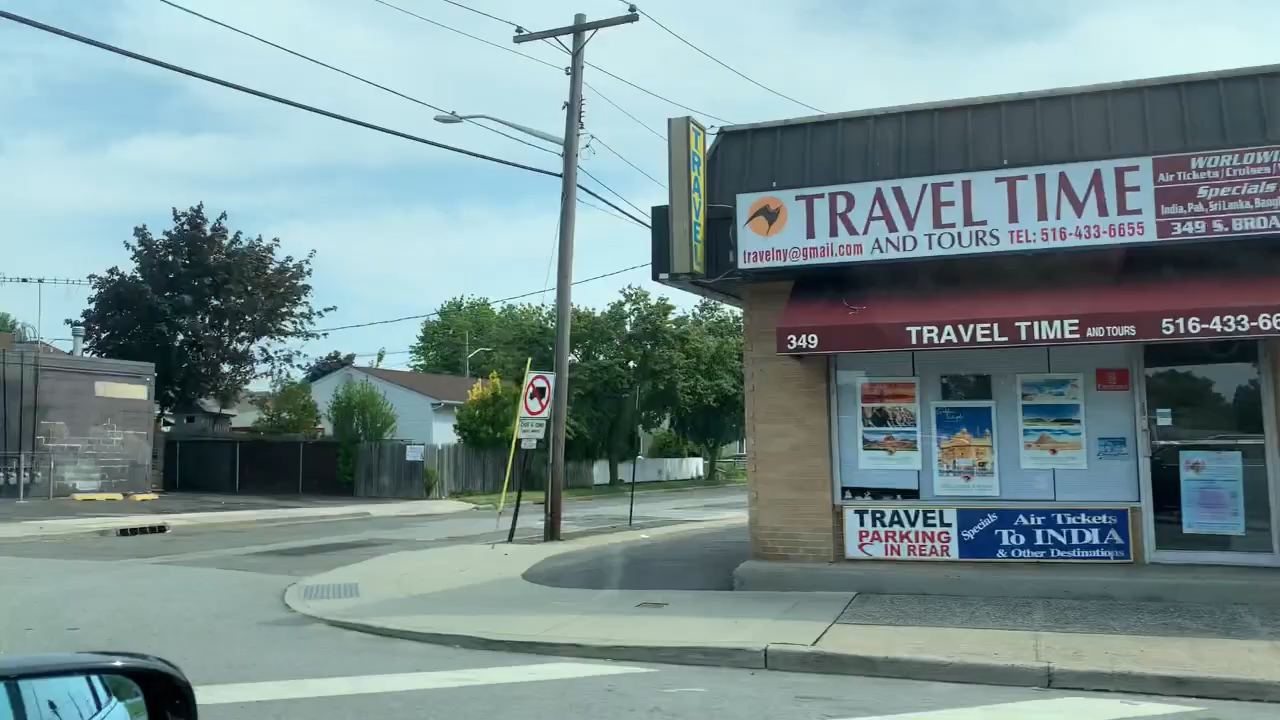 TRAVEL
TRAVEL TIME
AND TOURS
travelny@gmail.com
TEL: 516-433-6655
WORLDWI
Air Tickets/Cruises/
Specials
India, Pak, Sri Lanka, Bangl
349 S. BROA
349
TRAVEL TIME AND TOURS 516-433-66
TRAVEL
PARKING
IN REAR
Specials
Air Tickets
To INDIA
& Other Destinations